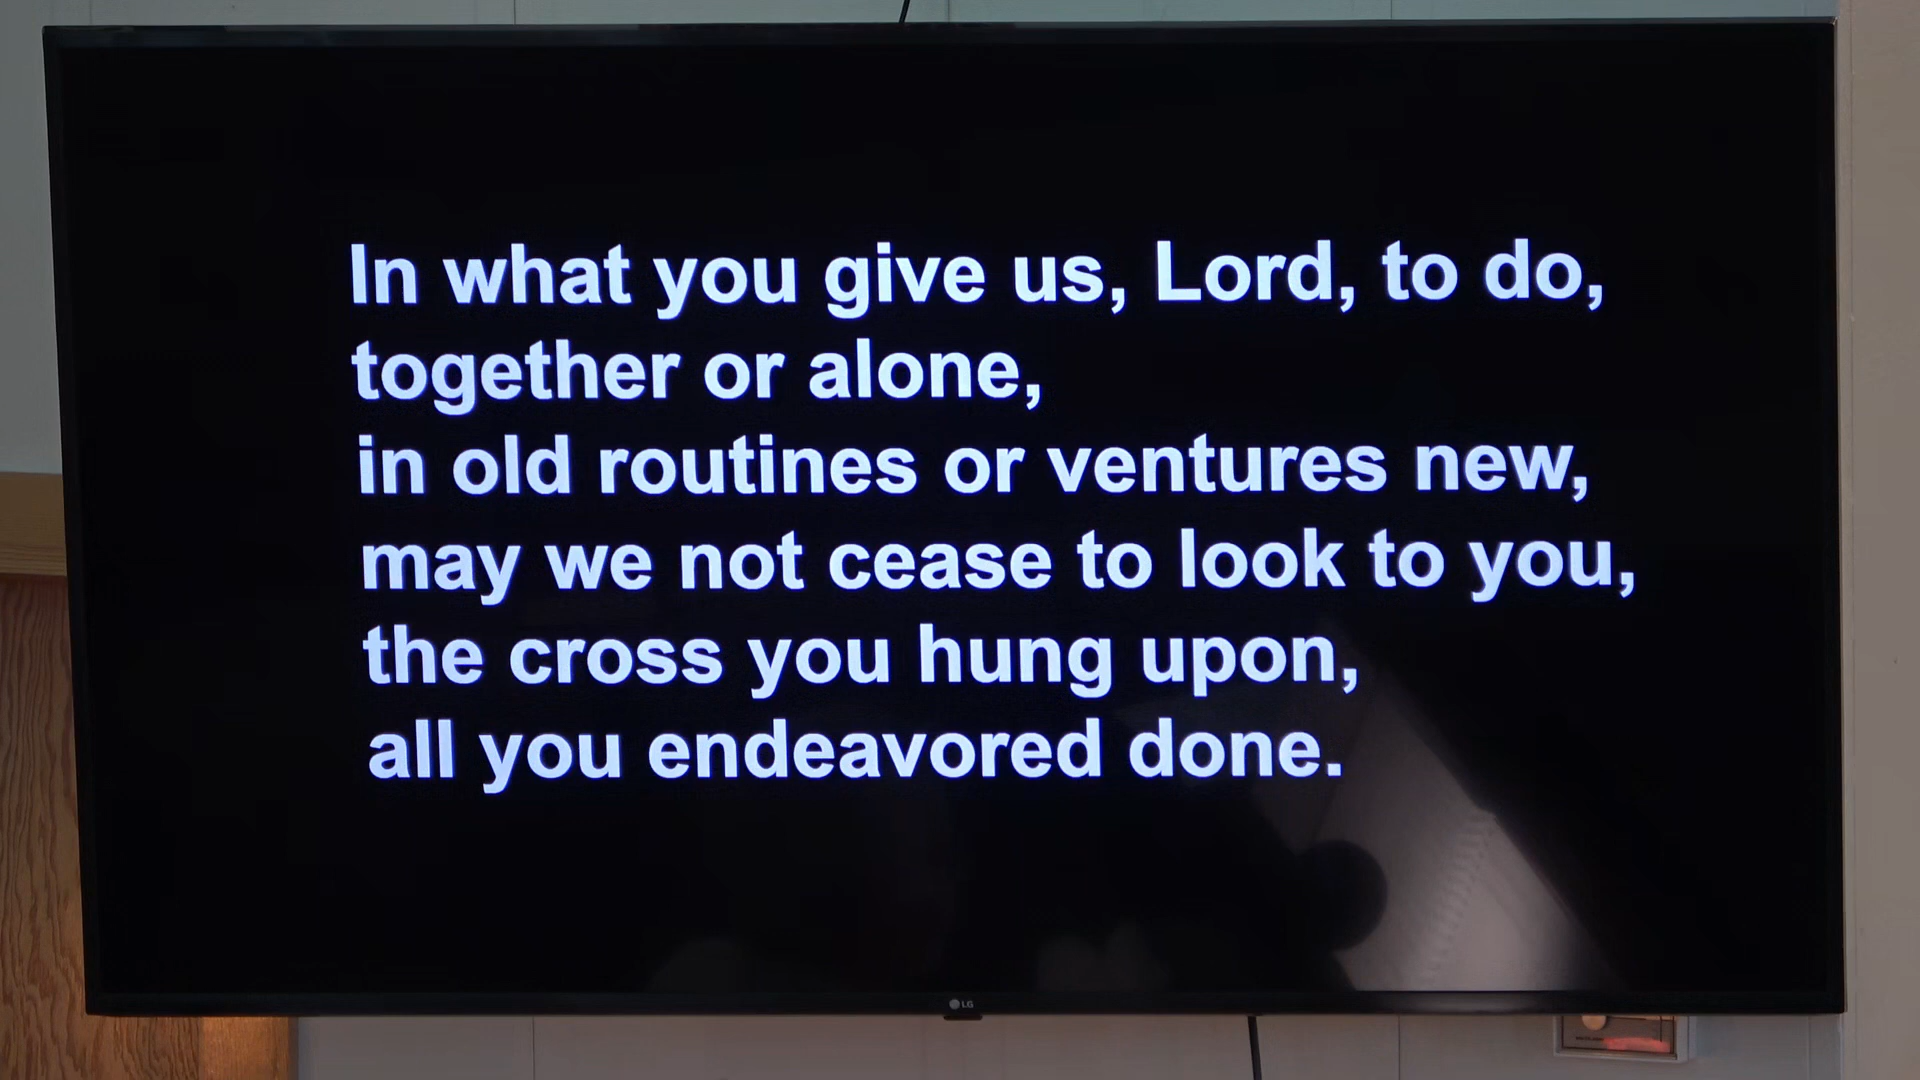 In what you give us, Lord, to do,
together or alone,
in old routines or ventures new,
may we not cease to look to you,
the cross you hung upon,
all you endeavored done.
LG